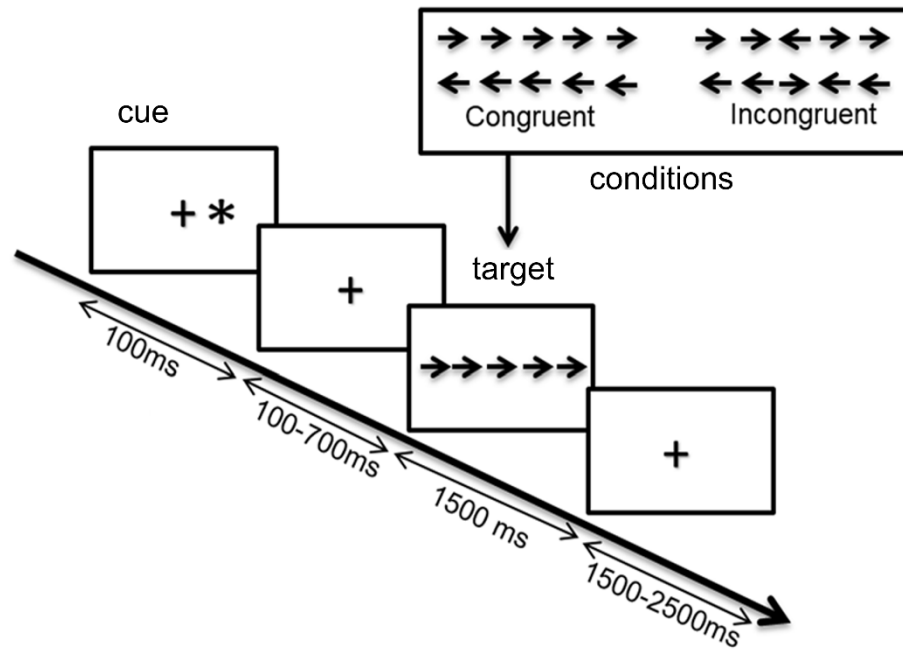 Congruent
Incongruent
conditions
cue
+ *
+
target
+
100ms
100-700ms
1500 ms
1500-2500ms